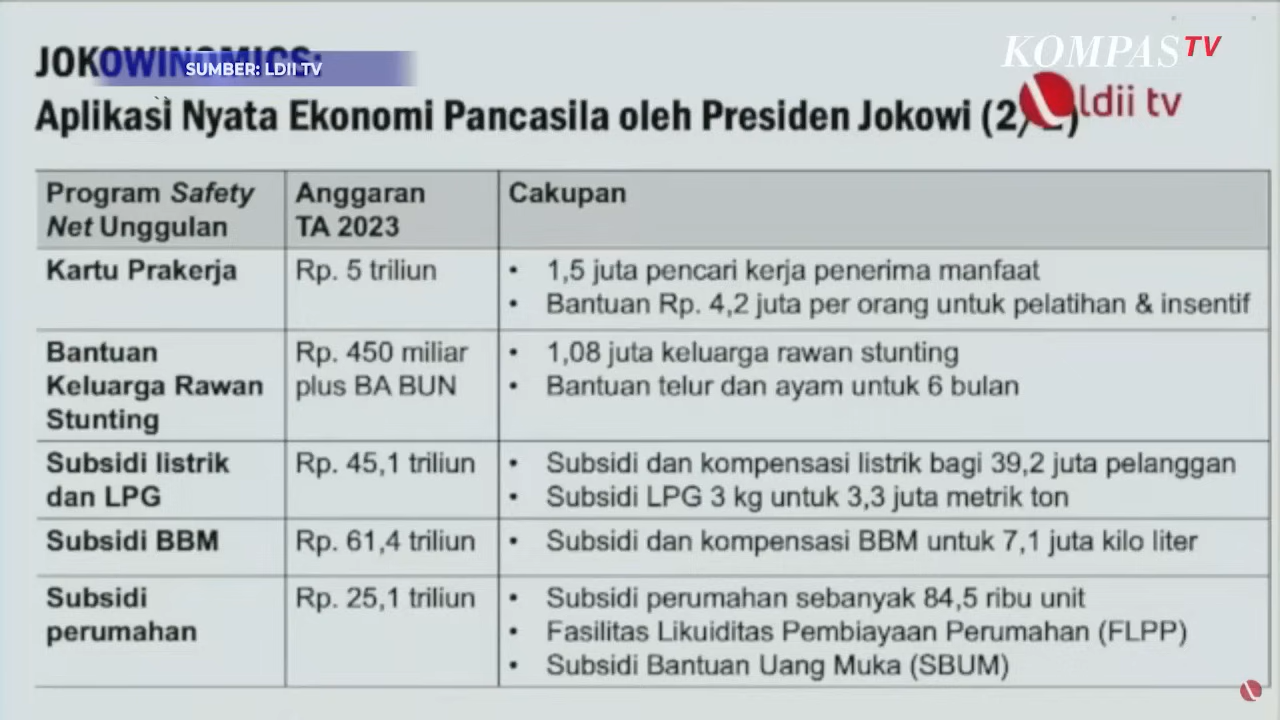 JOKOWINOMICS:
SUMBER: LDII TV
KOMPAS TV
ldii tv
Aplikasi Nyata Ekonomi Pancasila oleh Presiden Jokowi (2/2)
Program Safety Net Unggulan
Anggaran TA 2023
Cakupan
Kartu Prakerja
Rp. 5 triliun
• 1,5 juta pencari kerja penerima manfaat
• Bantuan Rp. 4,2 juta per orang untuk pelatihan & insentif
Bantuan Keluarga Rawan Stunting
Rp. 450 miliar plus BA BUN
• 1,08 juta keluarga rawan stunting
• Bantuan telur dan ayam untuk 6 bulan
Subsidi listrik dan LPG
Rp. 45,1 triliun
• Subsidi dan kompensasi listrik bagi 39,2 juta pelanggan
• Subsidi LPG 3 kg untuk 3,3 juta metrik ton
Subsidi BBM
Rp. 61,4 triliun
• Subsidi dan kompensasi BBM untuk 7,1 juta kilo liter
Subsidi perumahan
Rp. 25,1 triliun
• Subsidi perumahan sebanyak 84,5 ribu unit
• Fasilitas Likuiditas Pembiayaan Perumahan (FLPP)
• Subsidi Bantuan Uang Muka (SBUM)